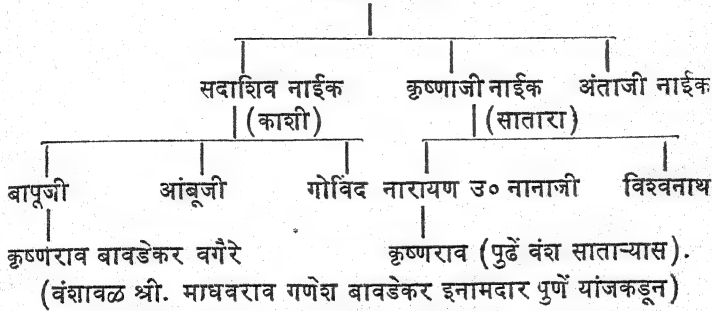 सदाशिव नाईक कृष्णाजी नाईक अंताजी नाईक
(काशी) (सातारा)
बापूजी आंबूजी गोविंद नारायण उ० नानाजी विश्वनाथ
कृष्णराव बावडेकर वगैरे कृष्णराव (पुढें वंश साताऱ्यास).
(वंशावळ श्री. माधवराव गणेश बावडेकर इनामदार पुणें यांजकडून)